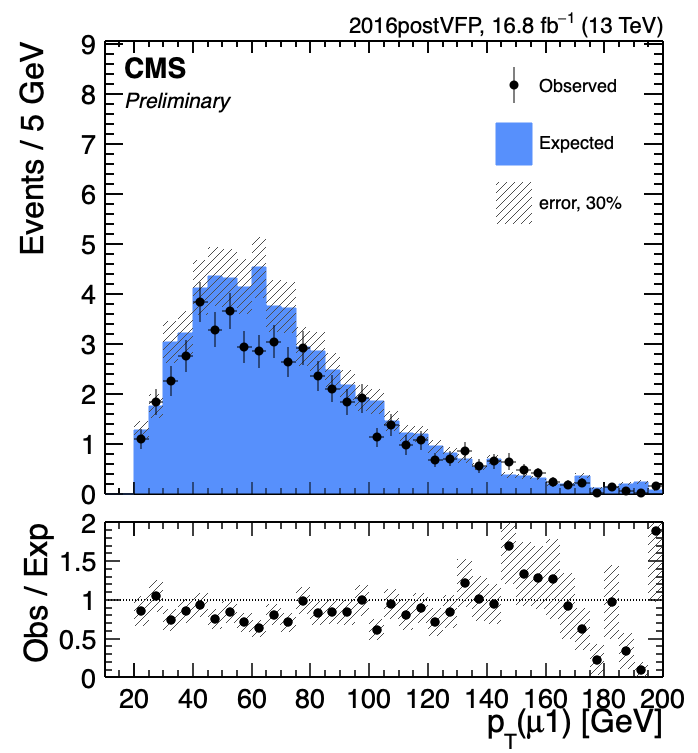 2016postVFP, 16.8 fb⁻¹ (13 TeV)
CMS
Preliminary
Observed
Expected
error, 30%
Events / 5 GeV
9
8
7
6
5
4
3
2
1
0
Obs / Exp
2
1.5
1
0.5
0
20 40 60 80 100 120 140 160 180 200
p_T(μ1) [GeV]